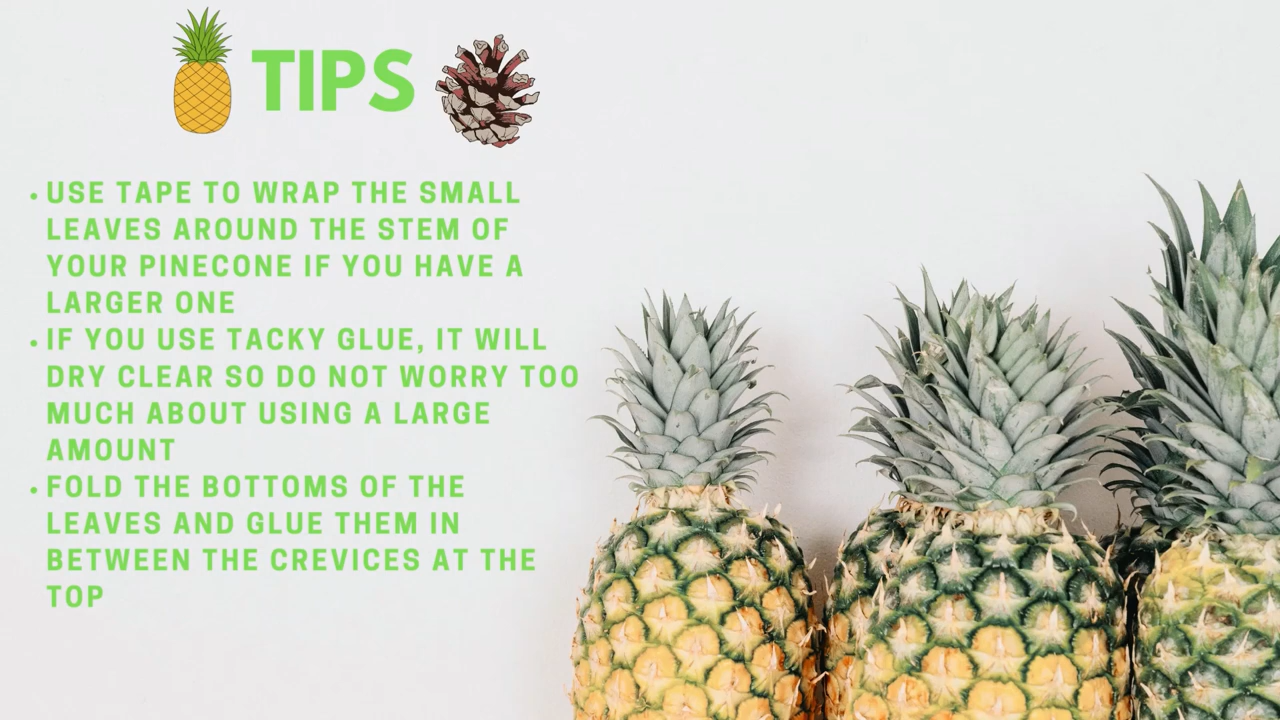 TIPS
• USE TAPE TO WRAP THE SMALL
LEAVES AROUND THE STEM OF
YOUR PINECONE IF YOU HAVE A
LARGER ONE
• IF YOU USE TACKY GLUE, IT WILL
DRY CLEAR SO DO NOT WORRY TOO
MUCH ABOUT USING A LARGE
AMOUNT
• FOLD THE BOTTOMS OF THE
LEAVES AND GLUE THEM IN
BETWEEN THE CREVICES AT THE
TOP